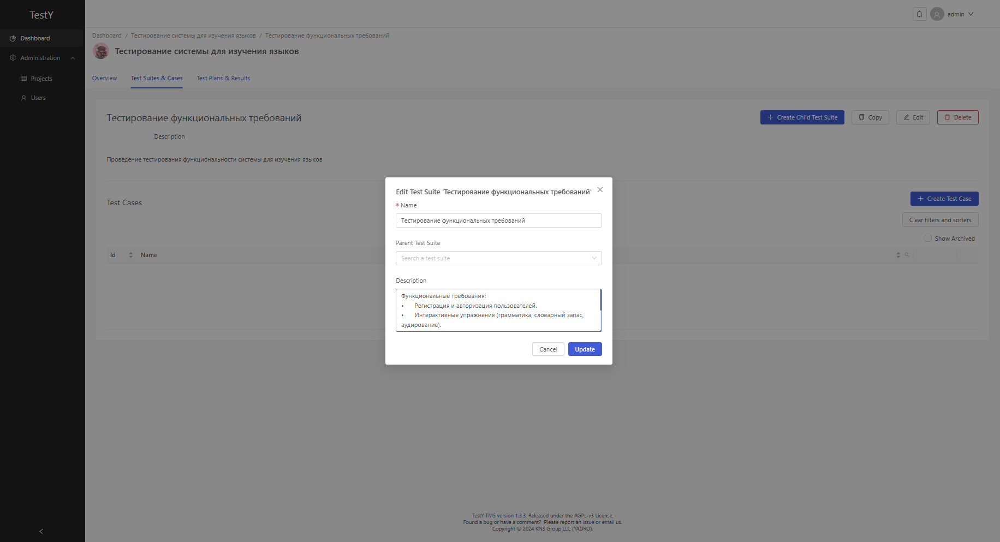 TestY
admin
Dashboard
Administration
Projects
Users
Dashboard / Тестирование системы для изучения языков / Тестирование функциональных требований
Тестирование системы для изучения языков
Overview Test Suites & Cases Test Plans & Results
Тестирование функциональных требований
Create Child Test Suite Copy Edit Delete
Description
Проведение тестирования функциональности системы для изучения языков
Test Cases
Create Test Case
Clear filters and sorters
Show Archived
Id Name
Edit Test Suite 'Тестирование функциональных требований'
* Name
Тестирование функциональных требований
Parent Test Suite
Search a test suite
Description
Функциональные требования:
• Регистрация и авторизация пользователей.
• Интерактивные упражнения (грамматика, словарный запас,
аудирование).
Cancel Update
TestY TMS version 1.3.3. Released under the AGPL-v3 License.
Found a bug or have a comment? Please report an issue or email us.
Copyright © 2024 KNS Group LLC (YADRO).